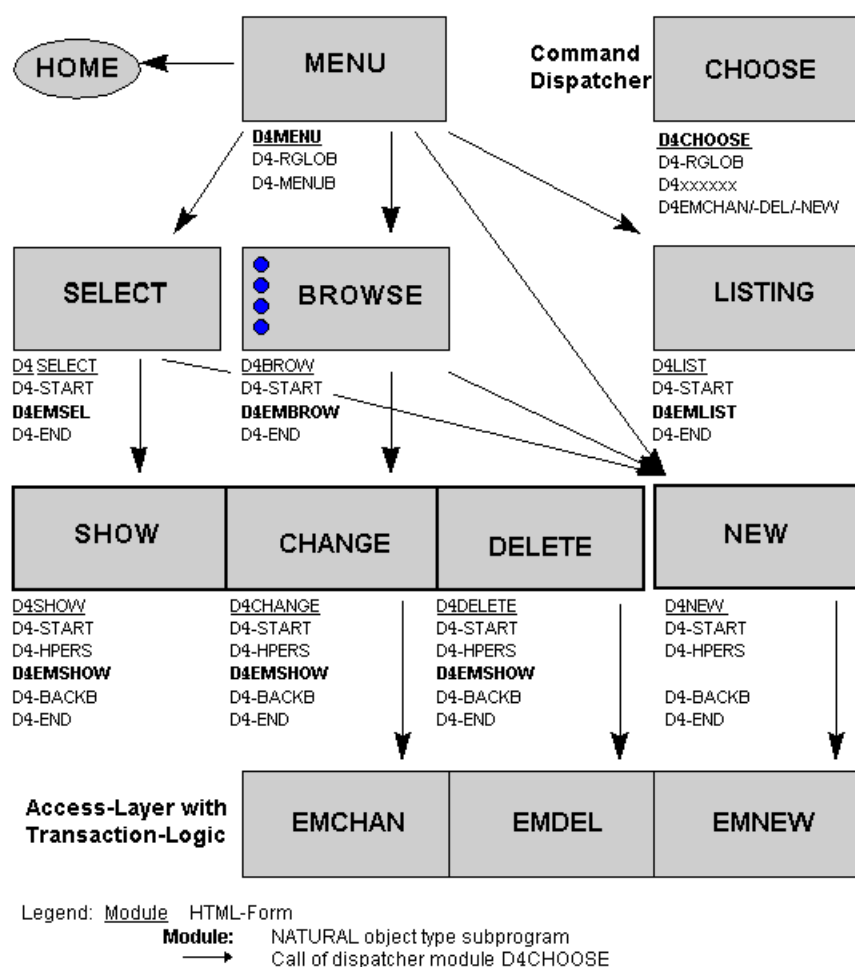 HOME
MENU
Command
Dispatcher
CHOOSE
D4MENU
D4-RGLOB
D4-MENUB
D4CHOOSE
D4-RGLOB
D4xxxxxx
D4EMCHAN/-DEL/-NEW
SELECT
BROWSE
LISTING
D4 SELECT
D4-START
D4EMSEL
D4-END
D4BROW
D4-START
D4EMBROW
D4-END
D4LIST
D4-START
D4EMLIST
D4-END
SHOW
CHANGE
DELETE
NEW
D4SHOW
D4-START
D4-HPERS
D4EMSHOW
D4-BACKB
D4-END
D4CHANGE
D4-START
D4-HPERS
D4EMSHOW
D4-BACKB
D4-END
D4DELETE
D4-START
D4-HPERS
D4EMSHOW
D4-BACKB
D4-END
D4NEW
D4-START
D4-HPERS
D4-BACKB
D4-END
Access-Layer with
Transaction-Logic
EMCHAN
EMDEL
EMNEW
Legend: Module HTML-Form
Module: NATURAL object type subprogram
Call of dispatcher module D4CHOOSE